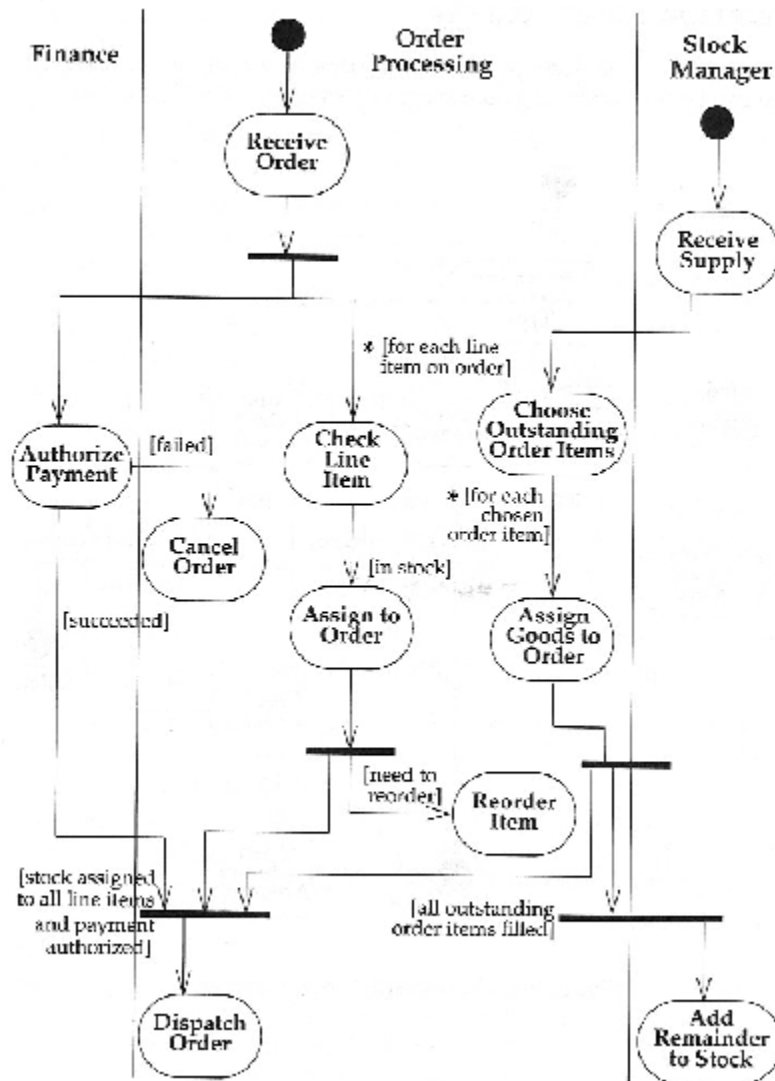 Finance
Order
Processing
Stock
Manager
Receive
Order
Receive
Supply
* [for each line
item on order]
Authorize
Payment
[failed]
Check
Line
Item
Choose
Outstanding
Order Items
* [for each
chosen
order item]
Cancel
Order
[in stock]
[succeeded]
Assign to
Order
Assign
Goods to
Order
[need to
reorder]
Reorder
Item
[stock assigned
to all line items
and payment
authorized]
[all outstanding
order items filled]
Dispatch
Order
Add
Remainder
to Stock